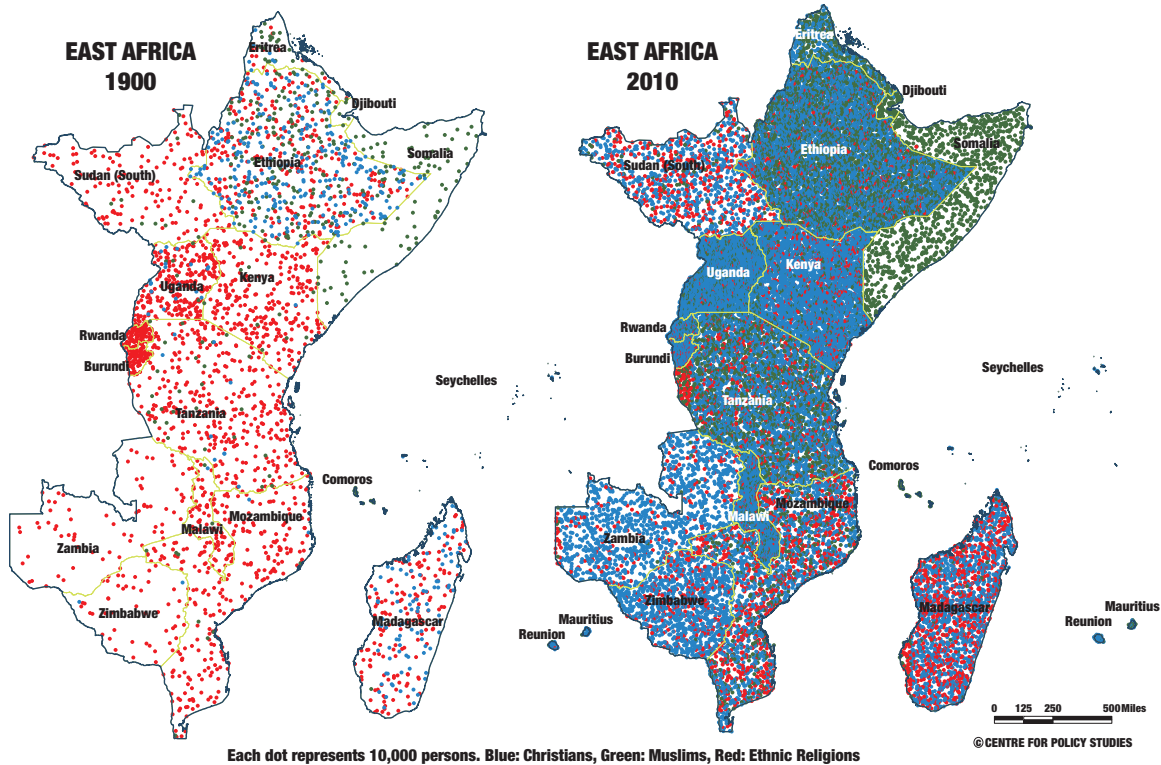 EAST AFRICA
1900
Eritrea
Djibouti
Ethiopia
Somalia
Sudan (South)
Uganda
Kenya
Rwanda
Burundi
Tanzania
Seychelles
Comoros
Malawi
Mozambique
Zambia
Zimbabwe
Madagascar
Mauritius
Reunion
EAST AFRICA
2010
Eritrea
Djibouti
Ethiopia
Somalia
Sudan (South)
Uganda
Kenya
Rwanda
Burundi
Tanzania
Seychelles
Comoros
Malawi
Mozambique
Zambia
Zimbabwe
Madagascar
Mauritius
Reunion
0 125 250 500 Miles
© CENTRE FOR POLICY STUDIES
Each dot represents 10,000 persons. Blue: Christians, Green: Muslims, Red: Ethnic Religions